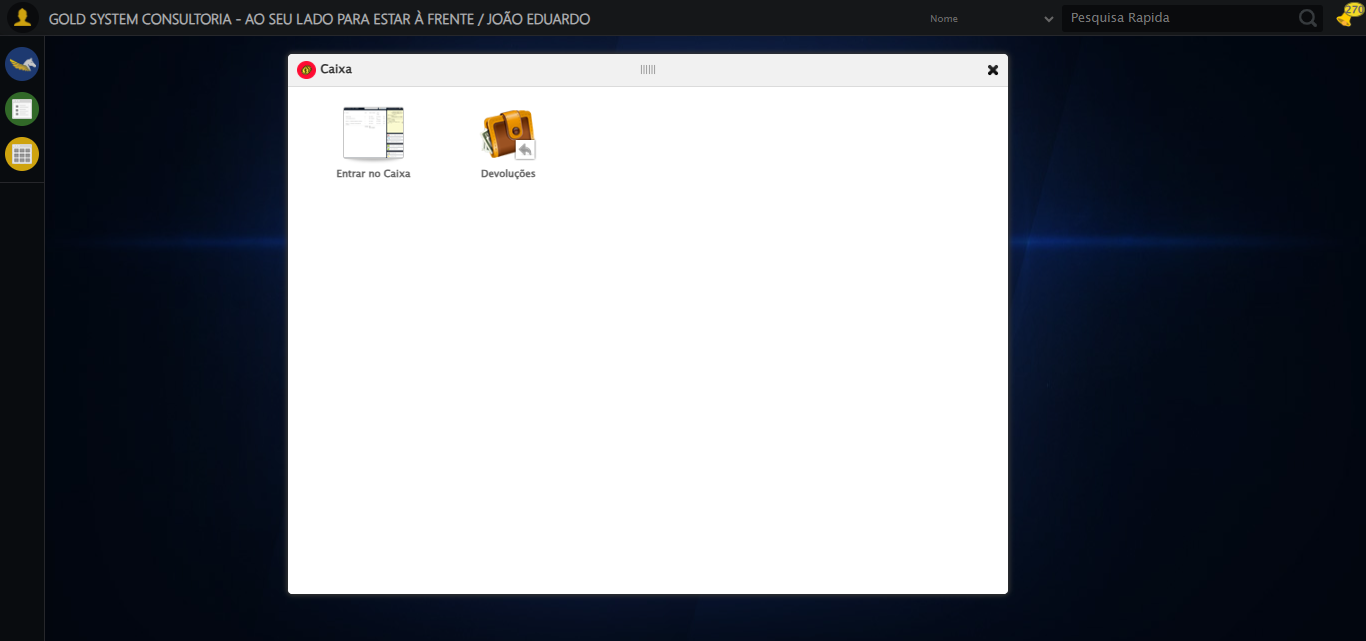 GOLD SYSTEM CONSULTORIA - AO SEU LADO PARA ESTAR À FRENTE / JOÃO EDUARDO
Nome
Pesquisa Rapida
270
Caixa
Entrar no Caixa
Devoluções